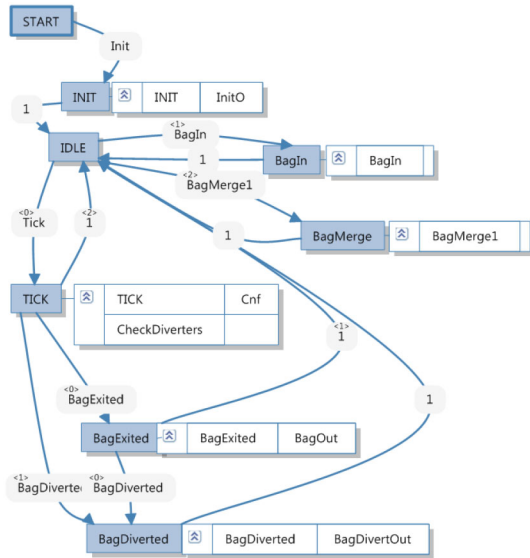 START
Init
INIT INIT InitO
1
<1>
BagIn
IDLE
1
BagIn BagIn
<2>
BagMerge1
<0>
Tick
<2>
1
1
BagMerge BagMerge1
TICK TICK Cnf
CheckDiverters
<1>
1
<0>
BagExited
1
BagExited BagExited BagOut
<1>
BagDiverte
<0>
BagDiverted
BagDiverted BagDiverted BagDivertOut